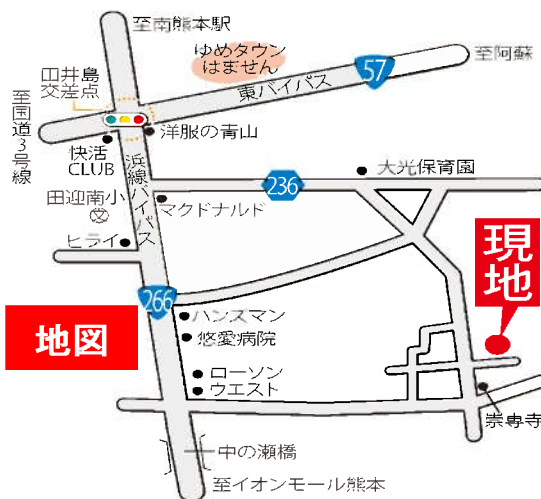 至南熊本駅
ゆめタウン
はません
至阿蘇
57
東バイパス
田井島
交差点
至国道3号線
洋服の青山
快活
CLUB
浜線バイパス
大光保育園
236
田迎南小
文
マクドナルド
ヒライ
現地
266
ハンズマン
地図
悠愛病院
ローソン
ウエスト
崇専寺
中の瀬橋
至イオンモール熊本